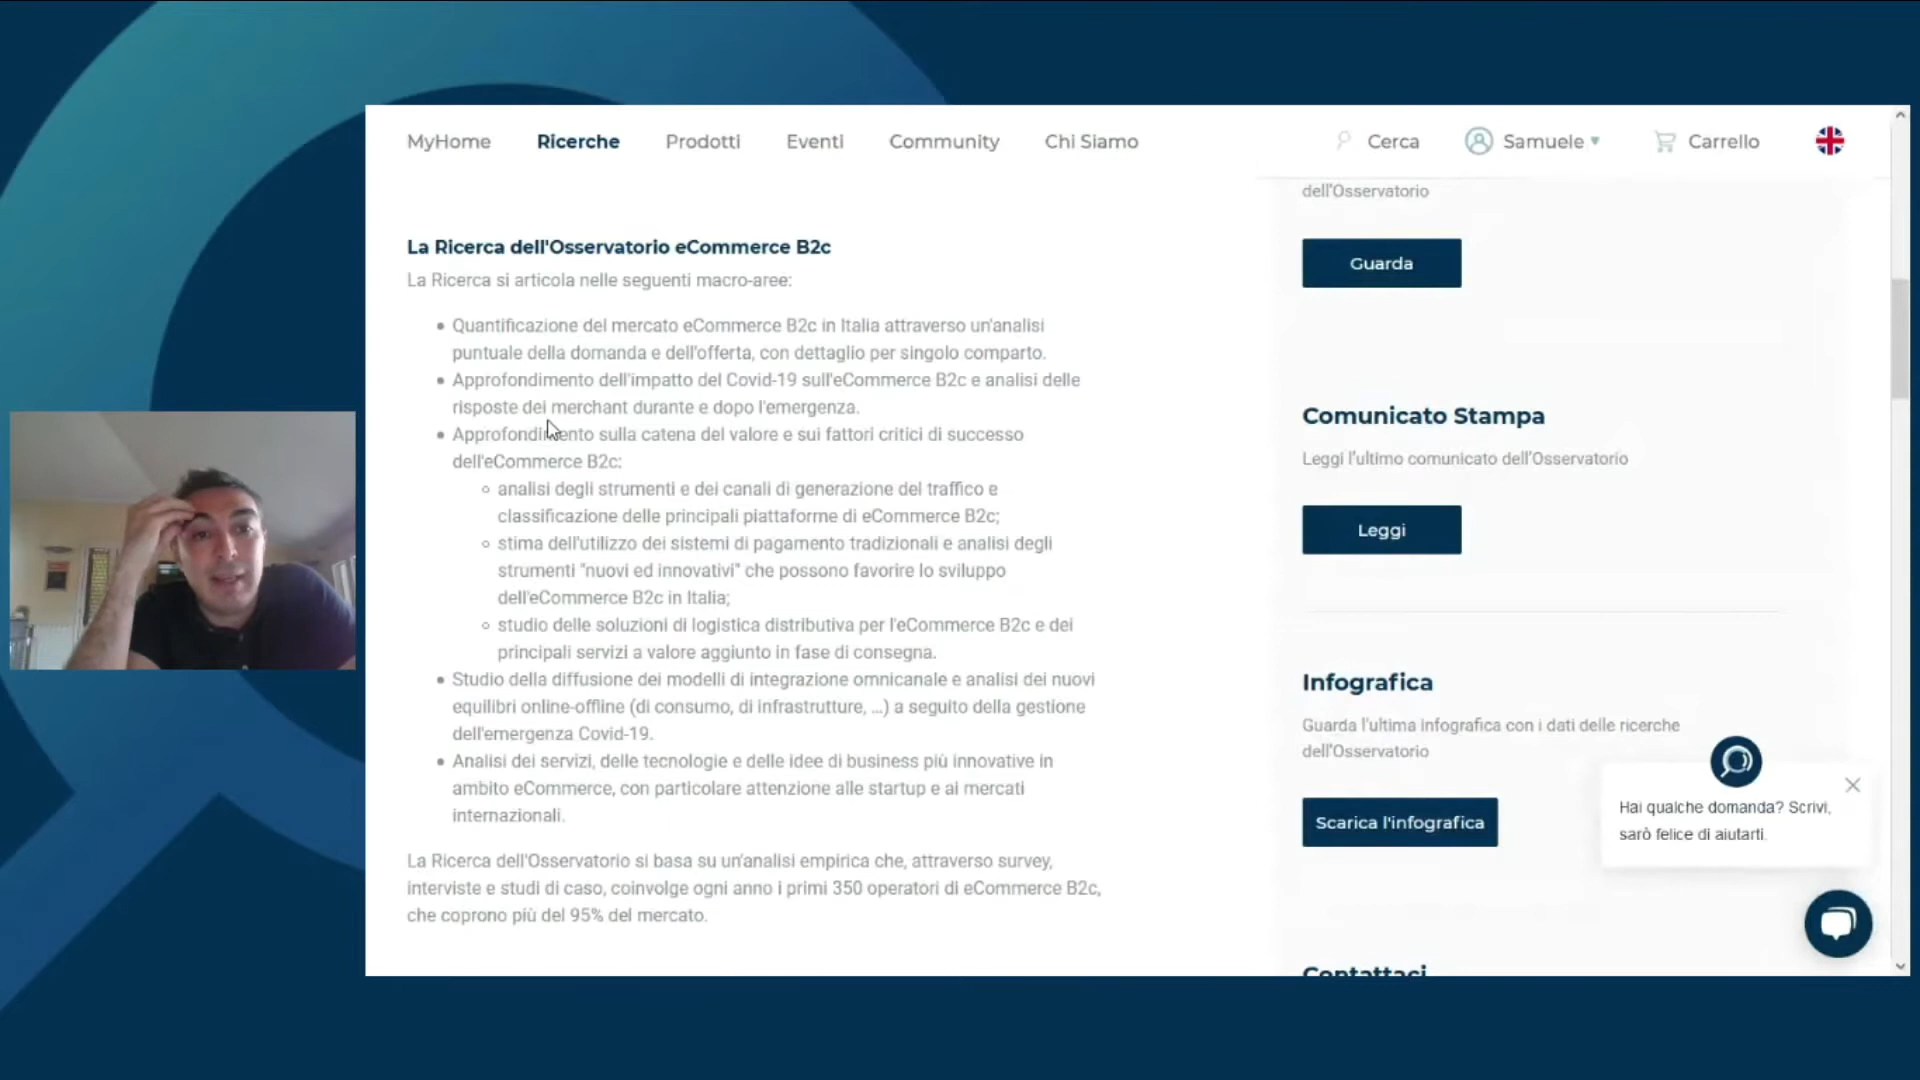 MyHome Ricerche Prodotti Eventi Community Chi Siamo Cerca Samuele Carrello
La Ricerca dell'Osservatorio eCommerce B2c
La Ricerca si articola nelle seguenti macro-aree:
Quantificazione del mercato eCommerce B2c in Italia attraverso un'analisi
puntuale della domanda e dell'offerta, con dettaglio per singolo comparto.
Approfondimento dell'impatto del Covid-19 sull'eCommerce B2c e analisi delle
risposte dei merchant durante e dopo l'emergenza.
Approfondimento sulla catena del valore e sui fattori critici di successo
dell'eCommerce B2c:
analisi degli strumenti e dei canali di generazione del traffico e
classificazione delle principali piattaforme di eCommerce B2c;
stima dell'utilizzo dei sistemi di pagamento tradizionali e analisi degli
strumenti "nuovi ed innovativi" che possono favorire lo sviluppo
dell'eCommerce B2c in Italia;
studio delle soluzioni di logistica distributiva per l'eCommerce B2c e dei
principali servizi a valore aggiunto in fase di consegna.
Studio della diffusione dei modelli di integrazione omnicanale e analisi dei nuovi
equilibri online-offline (di consumo, di infrastrutture, ...) a seguito della gestione
dell'emergenza Covid-19.
Analisi dei servizi, delle tecnologie e delle idee di business più innovative in
ambito eCommerce, con particolare attenzione alle startup e ai mercati
internazionali.
La Ricerca dell'Osservatorio si basa su un'analisi empirica che, attraverso survey,
interviste e studi di caso, coinvolge ogni anno i primi 350 operatori di eCommerce B2c,
che coprono più del 95% del mercato.
dell'Osservatorio
Guarda
Comunicato Stampa
Leggi l'ultimo comunicato dell'Osservatorio
Leggi
Infografica
Guarda l'ultima infografica con i dati delle ricerche
dell'Osservatorio
Scarica l'infografica
Hai qualche domanda? Scrivi,
sarò felice di aiutarti.
Contattaci